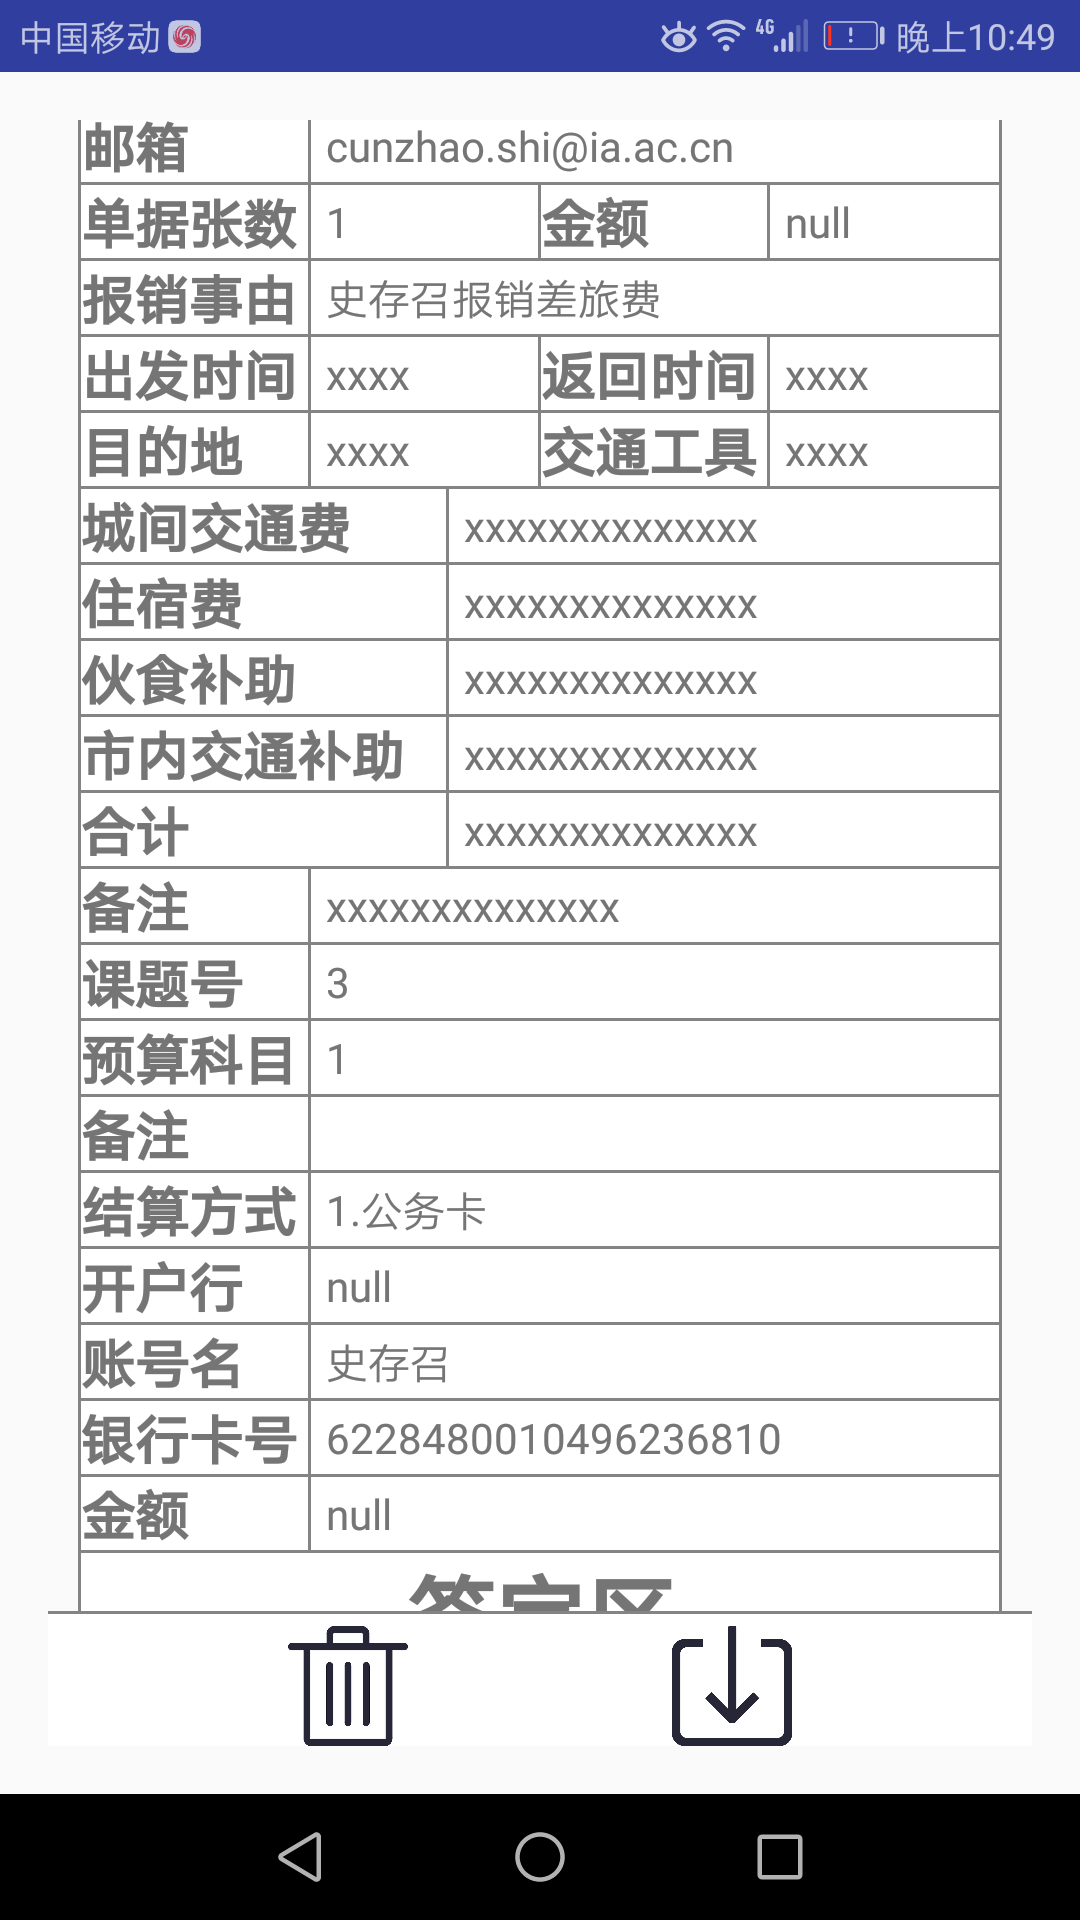 中国移动 4G 晚上10:49
邮箱 cunzhao.shi@ia.ac.cn
单据张数 1 金额 null
报销事由 史存召报销差旅费
出发时间 xxxx 返回时间 xxxx
目的地 xxxx 交通工具 xxxx
城间交通费 xxxxxxxxxxxxxx
住宿费 xxxxxxxxxxxxxx
伙食补助 xxxxxxxxxxxxxx
市内交通补助 xxxxxxxxxxxxxx
合计 xxxxxxxxxxxxxx
备注 xxxxxxxxxxxxxx
课题号 3
预算科目 1
备注
结算方式 1.公务卡
开户行 null
账号名 史存召
银行卡号 6228480010496236810
金额 null